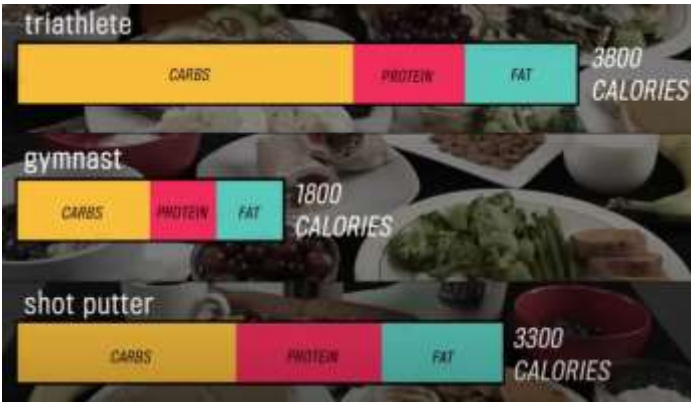 triathlete
CARBS PROTEIN FAT
3800
CALORIES
gymnast
CARBS PROTEIN FAT
1800
CALORIES
shot putter
CARBS PROTEIN FAT
3300
CALORIES